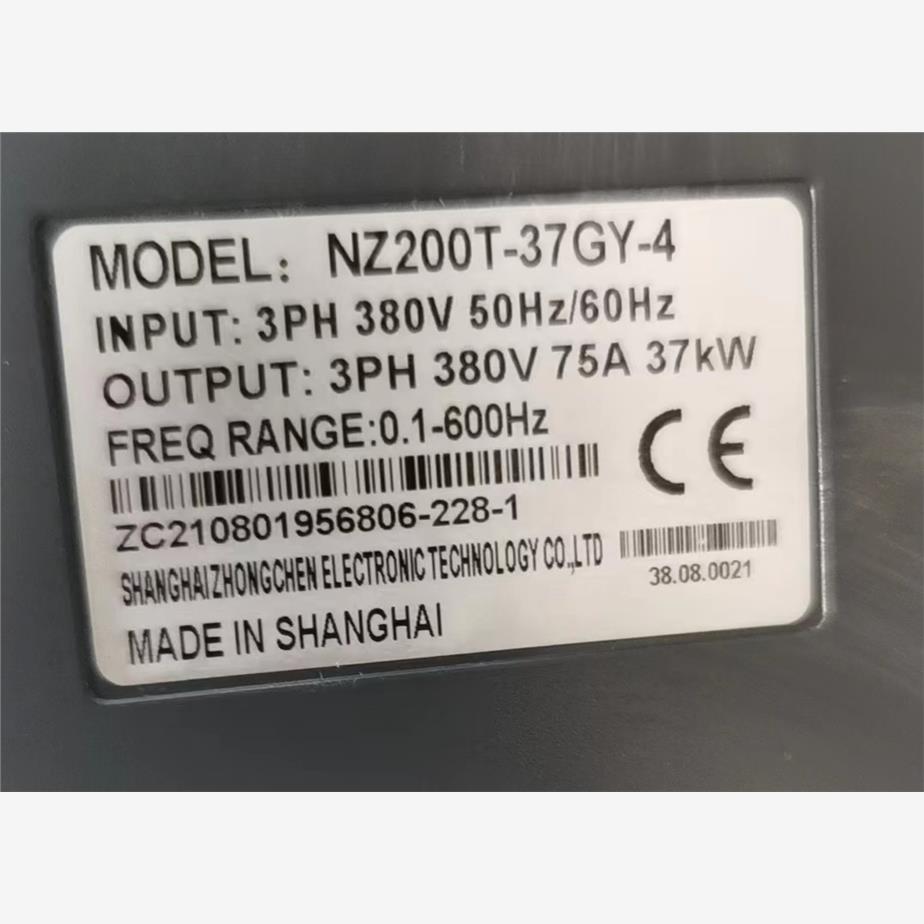 MODEL: NZ200T-37GY-4
INPUT: 3PH 380V 50Hz/60Hz
OUTPUT: 3PH 380V 75A 37kW
FREQ RANGE:0.1-600Hz
CE
ZC210801956806-228-1
SHANGHAIZHONGCHEN ELECTRONIC TECHNOLOGY CO.,LTD
38.08.0021
MADE IN SHANGHAI